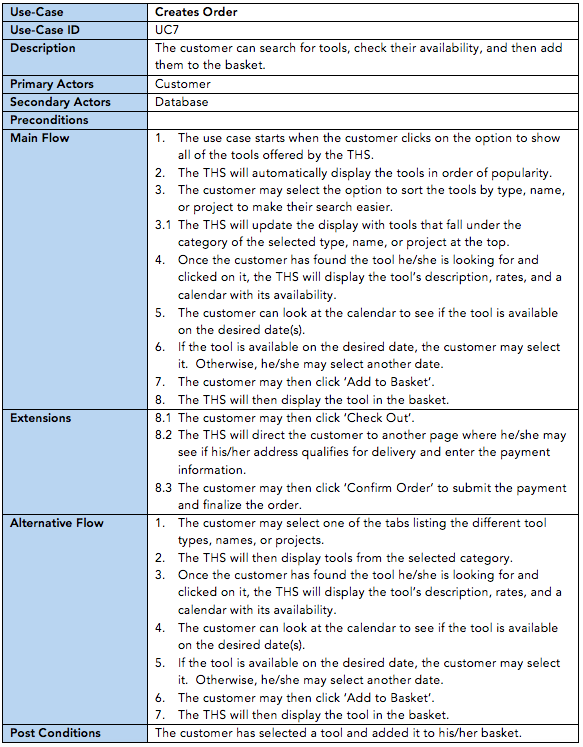 Use-Case Creates Order
Use-Case ID UC7
Description The customer can search for tools, check their availability, and then add
them to the basket.
Primary Actors Customer
Secondary Actors Database
Preconditions
Main Flow 1. The use case starts when the customer clicks on the option to show
all of the tools offered by the THS.
2. The THS will automatically display the tools in order of popularity.
3. The customer may select the option to sort the tools by type, name,
or project to make their search easier.
3.1 The THS will update the display with tools that fall under the
category of the selected type, name, or project at the top.
4. Once the customer has found the tool he/she is looking for and
clicked on it, the THS will display the tool's description, rates, and a
calendar with its availability.
5. The customer can look at the calendar to see if the tool is available
on the desired date(s).
6. If the tool is available on the desired date, the customer may select
it. Otherwise, he/she may select another date.
7. The customer may then click 'Add to Basket'.
8. The THS will then display the tool in the basket.
Extensions 8.1 The customer may then click 'Check Out'.
8.2 The THS will direct the customer to another page where he/she may
see if his/her address qualifies for delivery and enter the payment
information.
8.3 The customer may then click 'Confirm Order' to submit the payment
and finalize the order.
Alternative Flow 1. The customer may select one of the tabs listing the different tool
types, names, or projects.
2. The THS will then display tools from the selected category.
3. Once the customer has found the tool he/she is looking for and
clicked on it, the THS will display the tool's description, rates, and a
calendar with its availability.
4. The customer can look at the calendar to see if the tool is available
on the desired date(s).
5. If the tool is available on the desired date, the customer may select
it. Otherwise, he/she may select another date.
6. The customer may then click 'Add to Basket'.
7. The THS will then display the tool in the basket.
Post Conditions The customer has selected a tool and added it to his/her basket.